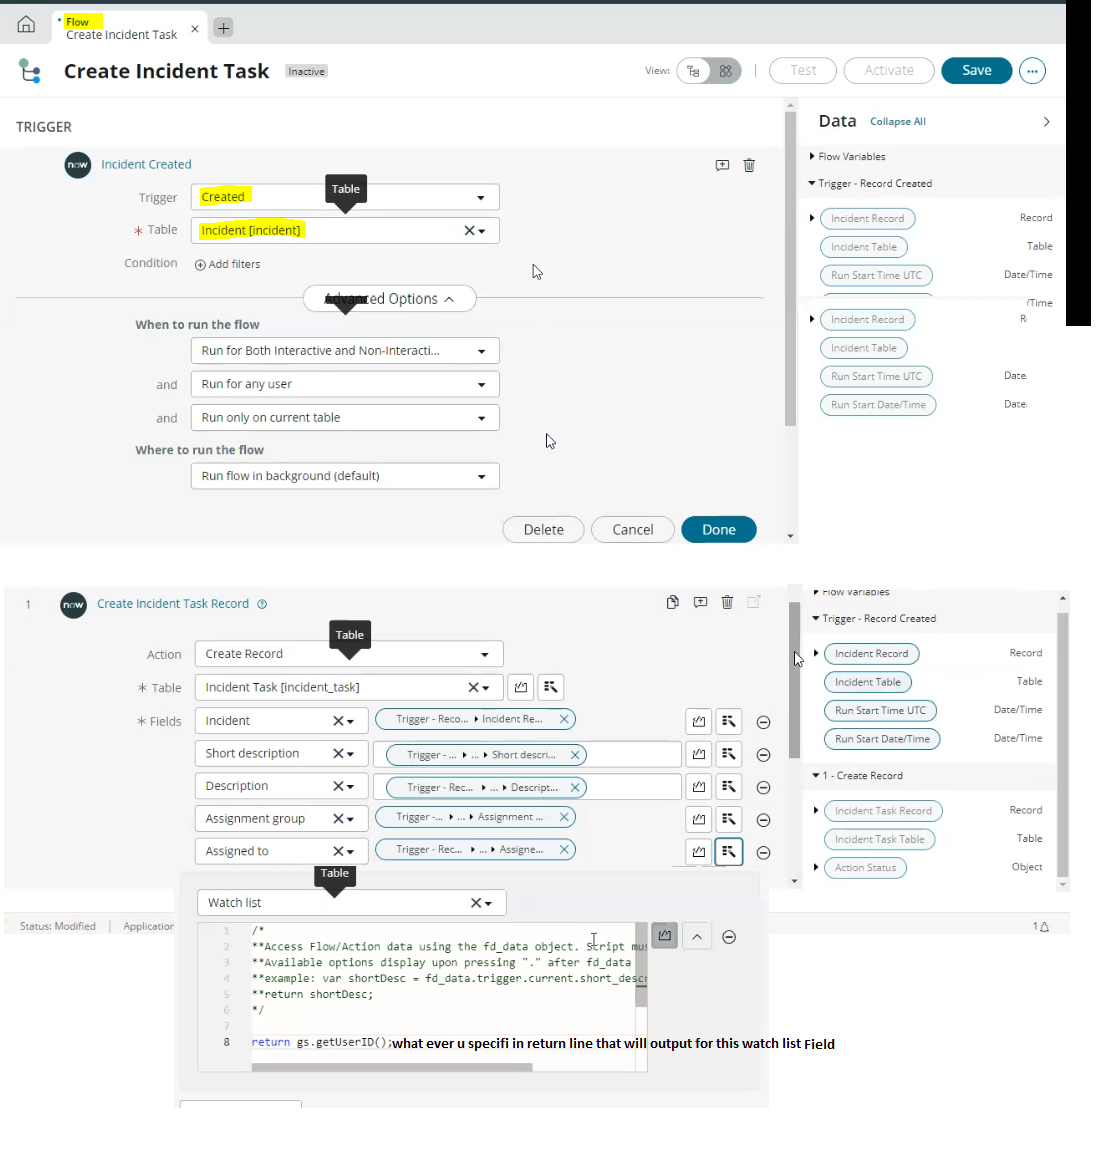 Flow
Create Incident Task
Create Incident Task
Inactive
View:
Test
Activate
Save
TRIGGER
now
Incident Created
Trigger
Created
Table
Table
Incident [incident]
Condition
Add filters
Advanced Options
When to run the flow
Run for Both Interactive and Non-Interacti...
and
Run for any user
and
Run only on current table
Where to run the flow
Run flow in background (default)
Delete
Cancel
Done
Data
Collapse All
Flow Variables
Trigger - Record Created
Incident Record
Record
Incident Table
Table
Run Start Time UTC
Date/Time
/Time
Incident Record
R
Incident Table
Run Start Time UTC
Date
Run Start Date/Time
Date
1
now
Create Incident Task Record
Table
Action
Create Record
* Table
Incident Task [incident_task]
* Fields
Incident
Trigger - Reco... Incident Re...
Short description
Trigger - ... ... Short descri...
Description
Trigger - Rec... ... Descript...
Assignment group
Trigger -... ... Assignment ...
Assigned to
Trigger - Rec... ... Assigne...
Flow Variables
Trigger - Record Created
Incident Record
Record
Incident Table
Table
Run Start Time UTC
Date/Time
Run Start Date/Time
Date/Time
1 - Create Record
Incident Task Record
Record
Incident Task Table
Table
Action Status
Object
Table
Watch list
Status: Modified
Application
1
1 /*
2 **Access Flow/Action data using the fd_data object. Script mus
3 **Available options display upon pressing "." after fd_data
4 **example: var shortDesc = fd_data.trigger.current.short_descr
5 **return shortDesc;
6 */
7
8 return gs.getUserID();what ever u specifi in return line that will output for this watch list Field